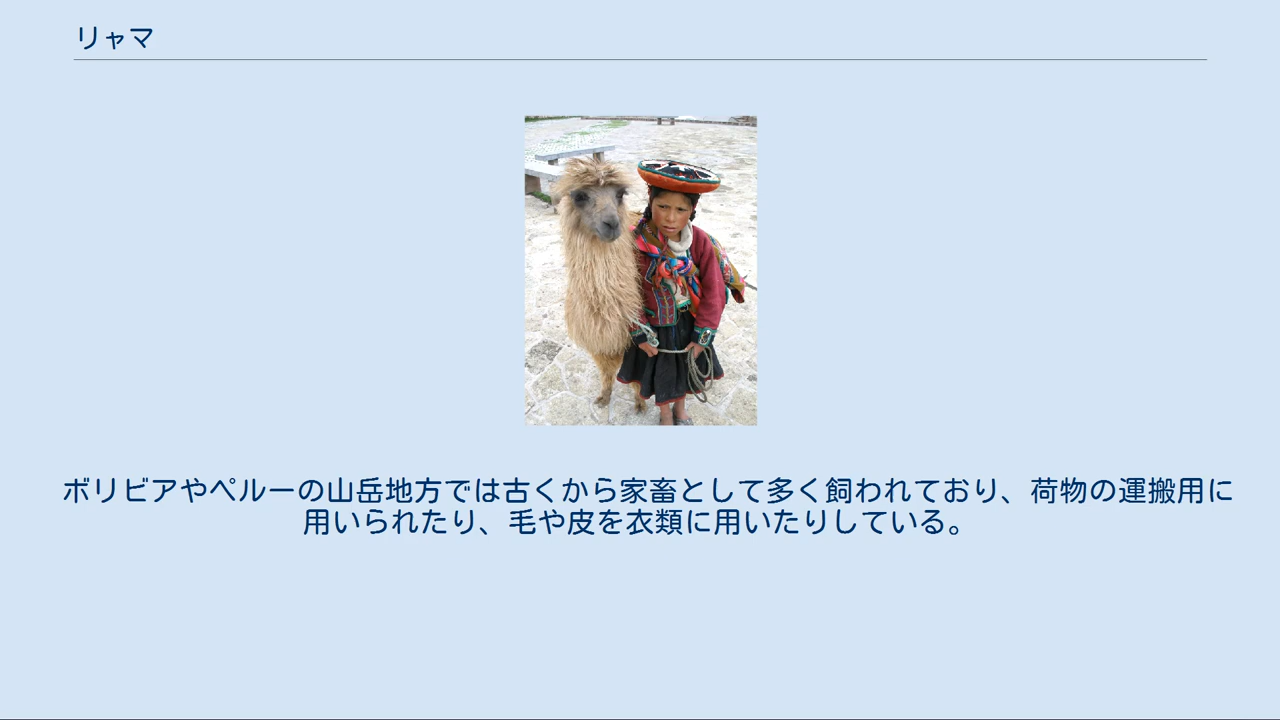 リャマ
ボリビアやペルーの山岳地方では古くから家畜として多く飼われており、荷物の運搬用に
用いられたり、毛や皮を衣類に用いたりしている。